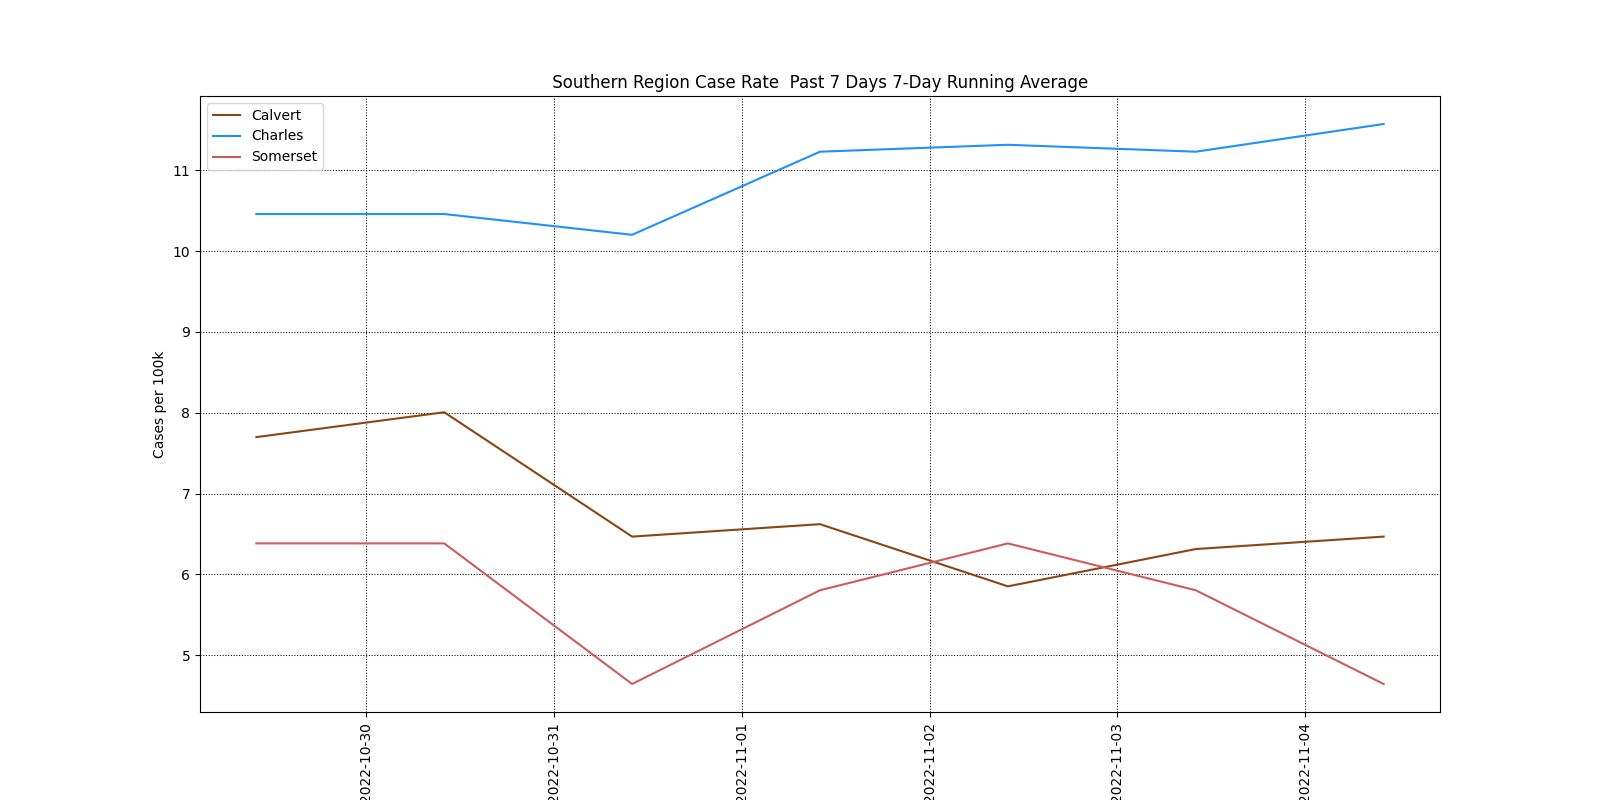 Southern Region Case Rate  Past 7 Days 7-Day Running Average
Calvert
Charles
Somerset
Cases per 100k
11
10
9
8
7
6
5
2022-10-30
2022-10-31
2022-11-01
2022-11-02
2022-11-03
2022-11-04